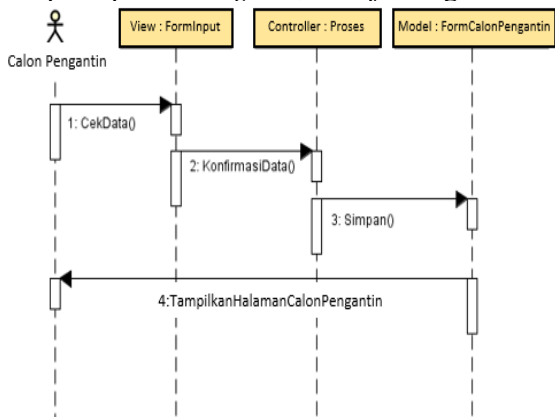 View : FormInput
Controller : Proses
Model : FormCalonPengantin
Calon Pengantin
1: CekData()
2: KonfirmasiData()
3: Simpan()
4:TampilkanHalamanCalonPengantin